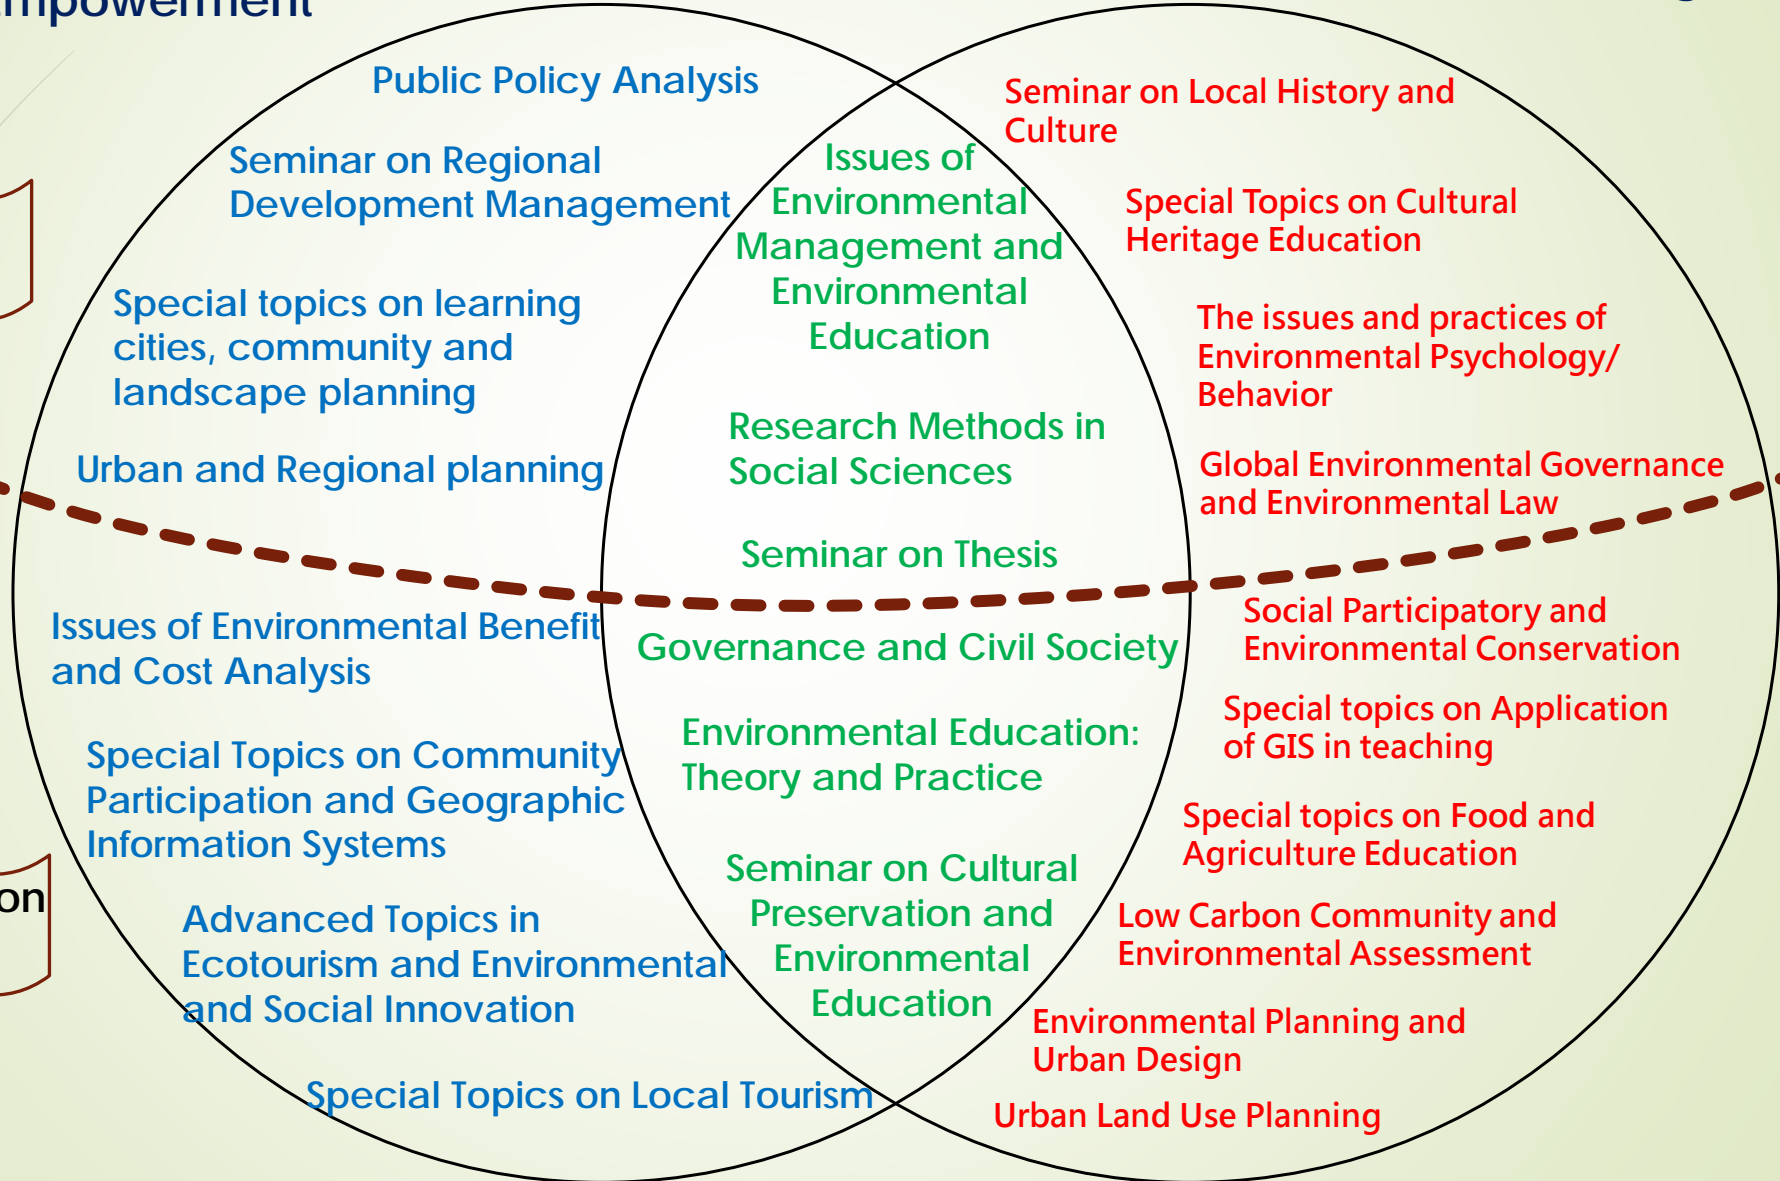 Public Policy Analysis
Seminar on Regional
Development Management
Special topics on learning
cities, community and
landscape planning
Urban and Regional planning
Issues of Environmental Benefit
and Cost Analysis
Special Topics on Community
Participation and Geographic
Information Systems
on
Advanced Topics in
Ecotourism and Environmental
and Social Innovation
Special Topics on Local Tourism
Issues of
Environmental
Management and
Environmental
Education
Research Methods in
Social Sciences
Seminar on Thesis
Governance and Civil Society
Environmental Education:
Theory and Practice
Seminar on Cultural
Preservation and
Environmental
Education
Seminar on Local History and
Culture
Special Topics on Cultural
Heritage Education
The issues and practices of
Environmental Psychology/
Behavior
Global Environmental Governance
and Environmental Law
Social Participatory and
Environmental Conservation
Special topics on Application
of GIS in teaching
Special topics on Food and
Agriculture Education
Low Carbon Community and
Environmental Assessment
Environmental Planning and
Urban Design
Urban Land Use Planning